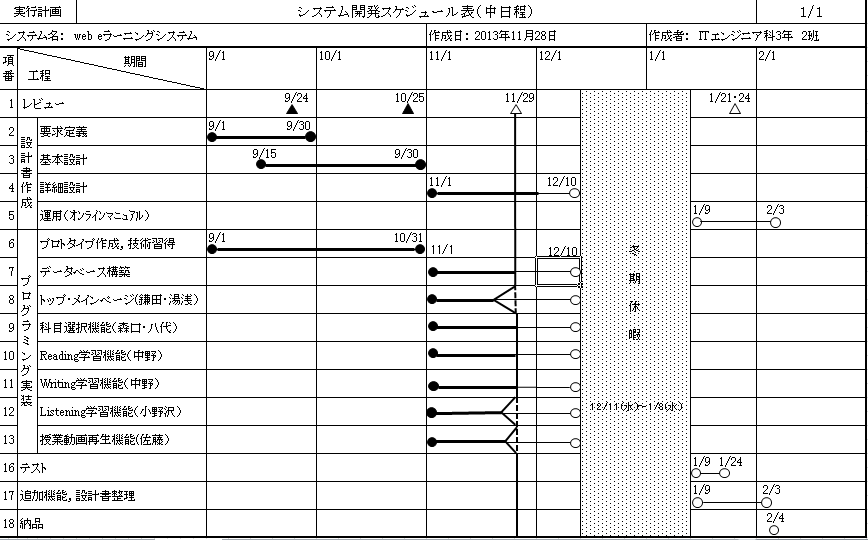 実行計画 システム開発スケジュール表(中日程) 1/1
システム名: web eラーニングシステム 作成日: 2013年11月28日 作成者: ITエンジニア科3年 2班
項番 工程 期間 9/1 10/1 11/1 12/1 1/1 2/1
1 レビュー 9/24 10/25 11/29 1/21・24
設計書作成
2 要求定義 9/1 9/30
3 基本設計 9/15 9/30
4 詳細設計 11/1 12/10
5 運用(オンラインマニュアル) 1/9 2/3
プログラミング実装
6 プロトタイプ作成, 技術習得 9/1 10/31 11/1 12/10
7 データベース構築
8 トップ・メインページ(鎌田・湯浅)
9 科目選択機能(森口・八代)
10 Reading学習機能(中野)
11 Writing学習機能(中野)
12 Listening学習機能(小野沢)
13 授業動画再生機能(佐藤)
冬期休暇
12/11(水)~1/8(水)
16 テスト 1/9 1/24
17 追加機能, 設計書整理 1/9 2/3
18 納品 2/4